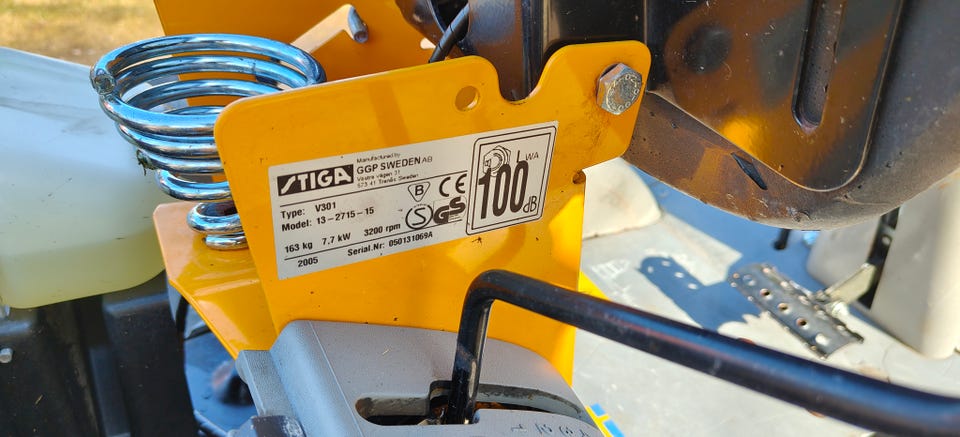 STIGA
Manufactured by
GGP SWEDEN AB
Västra vägen 31
573 41 Tranås Sweden
Type: V301
Model: 13-2715-15
163 kg 7.7 kW 3200 rpm
2005 Serial.Nr: 050131069A
B
CE
S
GS
LWA
100
dB